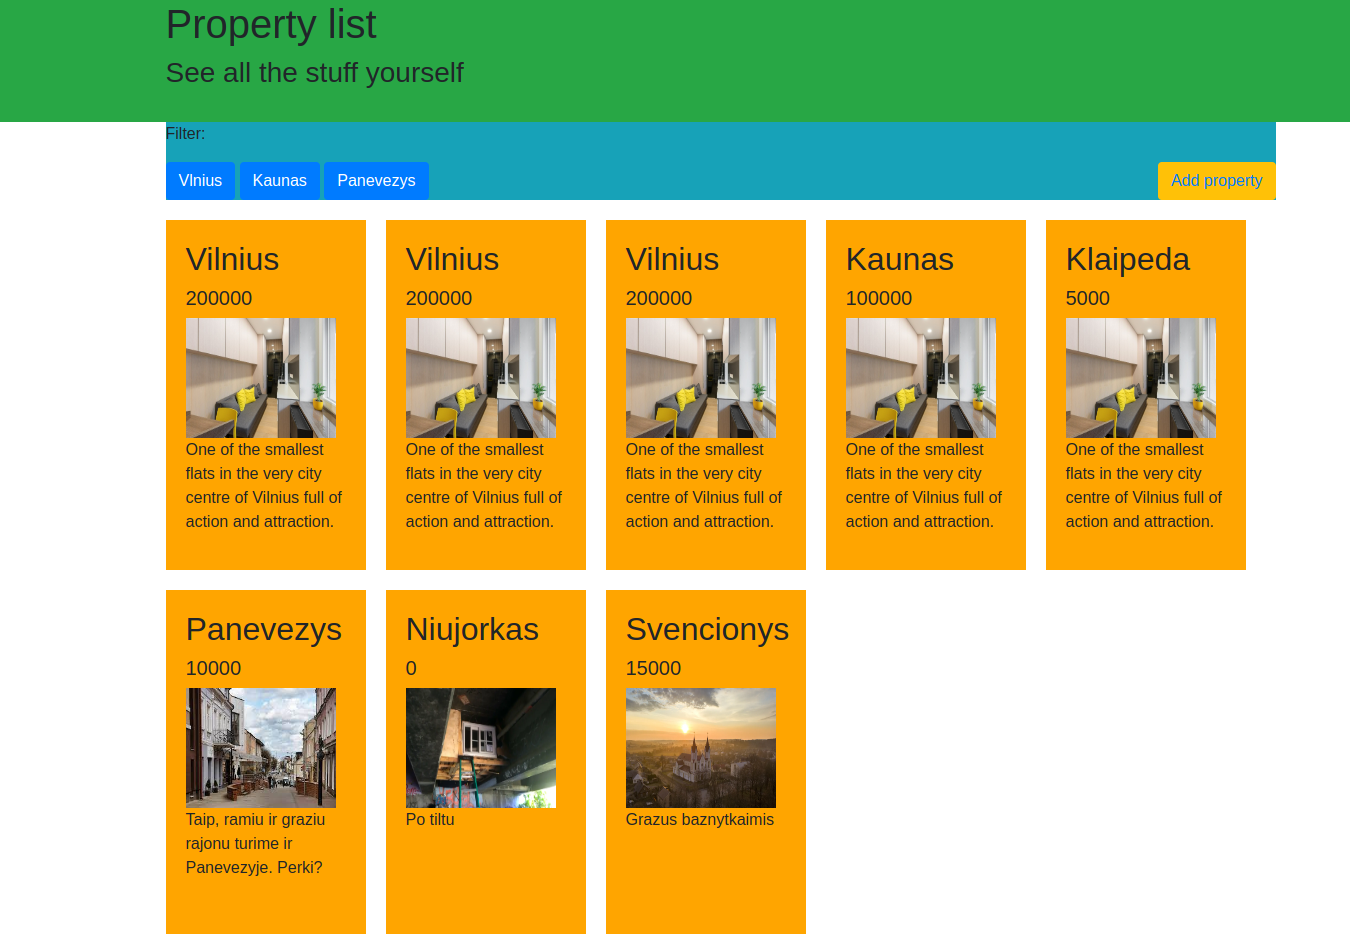 Property list
See all the stuff yourself
Filter:
Vlnius
Kaunas
Panevezys
Add property
Vilnius
200000
One of the smallest
flats in the very city
centre of Vilnius full of
action and attraction.
Vilnius
200000
One of the smallest
flats in the very city
centre of Vilnius full of
action and attraction.
Vilnius
200000
One of the smallest
flats in the very city
centre of Vilnius full of
action and attraction.
Kaunas
100000
One of the smallest
flats in the very city
centre of Vilnius full of
action and attraction.
Klaipeda
5000
One of the smallest
flats in the very city
centre of Vilnius full of
action and attraction.
Panevezys
10000
Taip, ramiu ir graziu
rajonu turime ir
Panevezyje. Perki?
Niujorkas
0
Po tiltu
Svencionys
15000
Grazus baznytkaimis